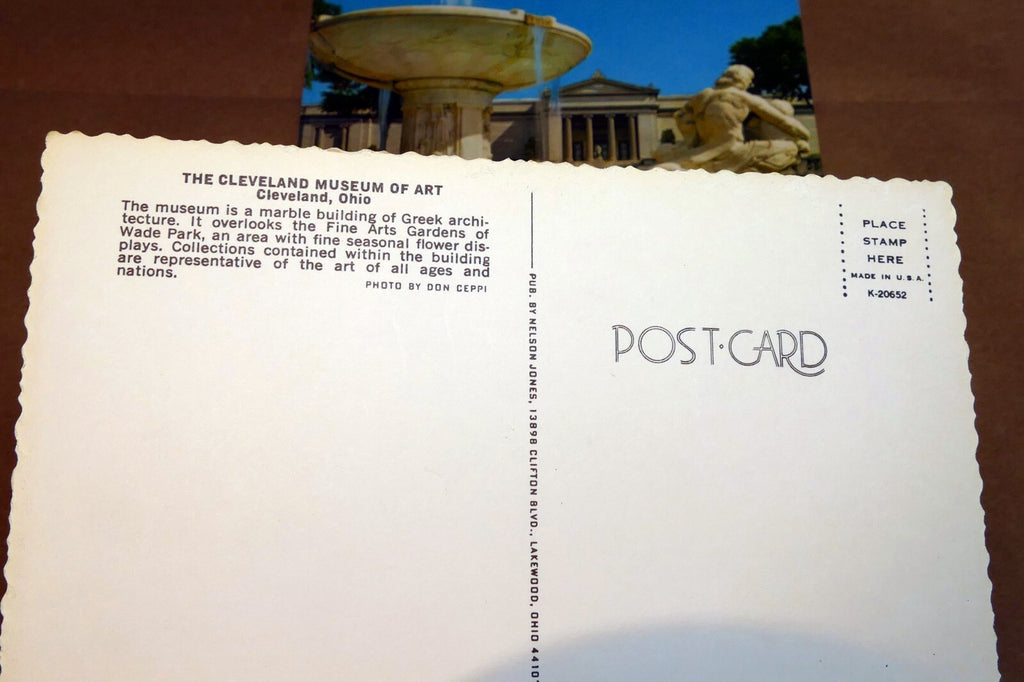 THE CLEVELAND MUSEUM OF ART
Cleveland, Ohio
The museum is a marble building of Greek archi-
tecture. It overlooks the Fine Arts Gardens of
Wade Park, an area with fine seasonal flower dis-
plays. Collections contained within the building
are representative of the art of all ages and
nations.
PHOTO BY DON CEPPI
PUB. BY NELSON JONES, 13898 CLIFTON BLVD., LAKEWOOD, OHIO 4410
PLACE
STAMP
HERE
MADE IN U.S.A.
K-20652
POST·CARD